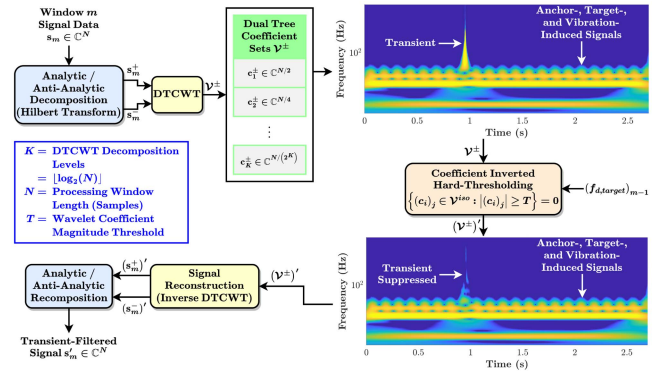 Window m
Signal Data
s_m ∈ ℂ^N
Analytic /
Anti-Analytic
Decomposition
(Hilbert Transform)
s_m^+
s_m^-
DTCWT
𝒱^±
Dual Tree
Coefficient
Sets 𝒱^±
c_1^± ∈ ℂ^{N/2}
c_2^± ∈ ℂ^{N/4}
⋮
c_K^± ∈ ℂ^{N/(2^K)}
Frequency (Hz)
10^2
Transient
Anchor-, Target-,
and Vibration-
Induced Signals
0 0.5 1 1.5 2 2.5
Time (s)
K = DTCWT Decomposition
Levels
= ⌊log_2(N)⌋
N = Processing Window
Length (Samples)
T = Wavelet Coefficient
Magnitude Threshold
𝒱^±
Coefficient Inverted
Hard-Thresholding
{(c_i)_j ∈ 𝒱^{iso} : |(c_i)_j| ≥ T} = 0
(f_{d,target})_{m−1}
(𝒱^±)′
Frequency (Hz)
10^2
Transient
Suppressed
Anchor-, Target-,
and Vibration-
Induced Signals
0 0.5 1 1.5 2 2.5
Time (s)
(𝒱^±)′
Signal
Reconstruction
(Inverse DTCWT)
(s_m^+)′
(s_m^-)′
Analytic /
Anti-Analytic
Recomposition
Transient-Filtered
Signal s′_m ∈ ℂ^N